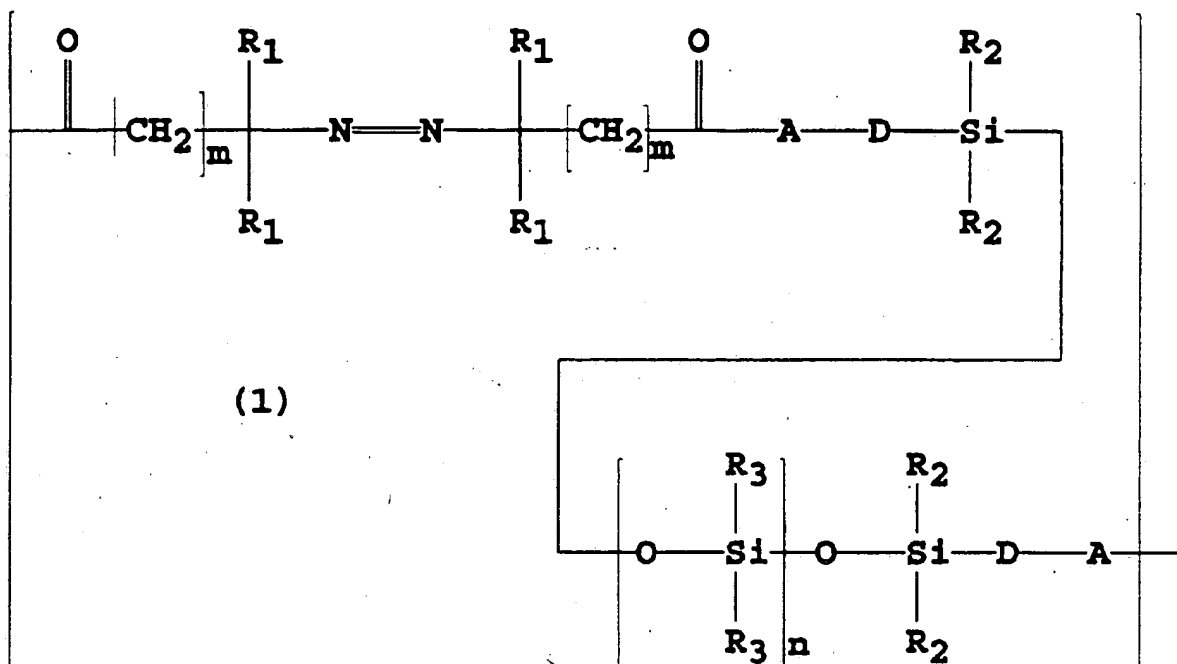 O R1 R1 O R2
CH2 m N N CH2 m A D Si
R1 R1 R2
(1)
R3 R2
O Si O Si D A
R3 n R2